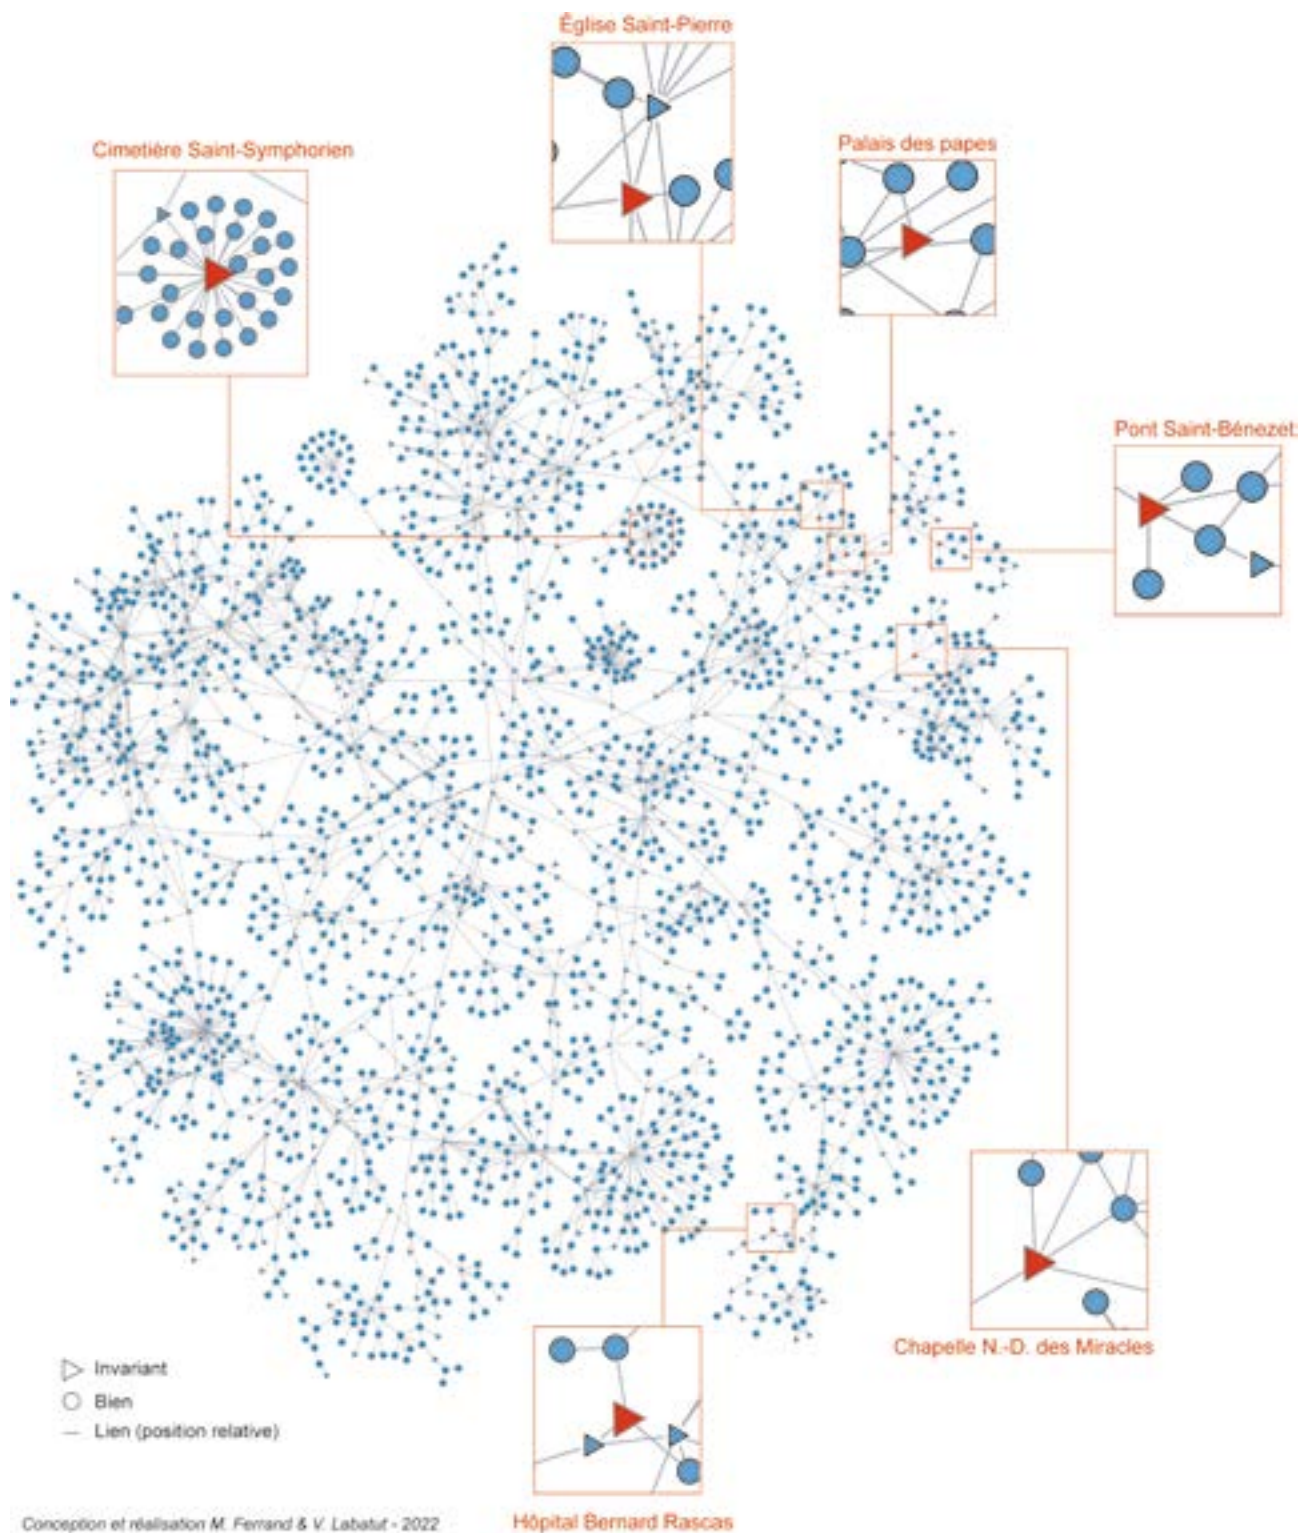 Église Saint-Pierre
Cimetière Saint-Symphorien
Palais des papes
Pont Saint-Bénezet
Chapelle N.-D. des Miracles
Invariant
Bien
Lien (position relative)
Hôpital Bernard Rascas
Conception et réalisation M. Ferrand & V. Labatut - 2022